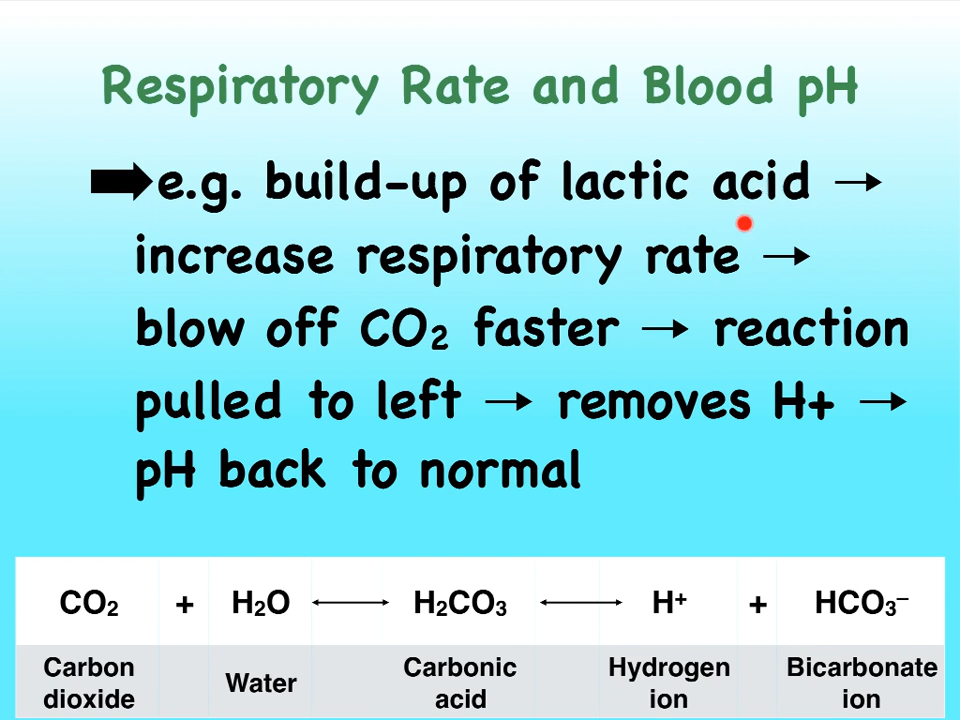 Respiratory Rate and Blood pH
➡e.g. build-up of lactic acid →
increase respiratory rate →
blow off CO₂ faster → reaction
pulled to left → removes H+ →
pH back to normal
CO₂ + H₂O ⟷ H₂CO₃ ⟷ H⁺ + HCO₃⁻
Carbon dioxide Water Carbonic acid Hydrogen ion Bicarbonate ion